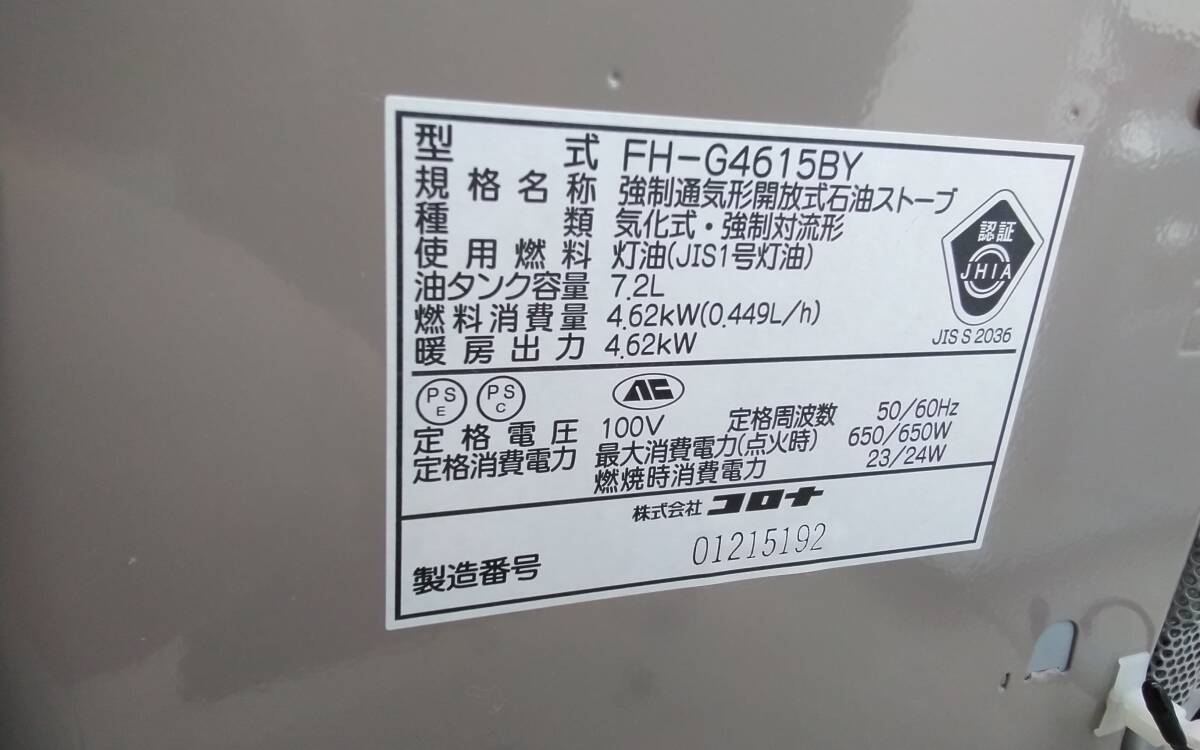 型式 FH-G4615BY
規格名称 強制通気形開放式石油ストーブ
種類 気化式・強制対流形
使用燃料 灯油(JIS1号灯油)
油タンク容量 7.2L
燃料消費量 4.62kW(0.449L/h)
暖房出力 4.62kW
認証
JHIA
JIS S 2036
PS E PS C
定格電圧 100V 定格周波数 50/60Hz
定格消費電力 最大消費電力(点火時) 650/650W
燃焼時消費電力 23/24W
株式会社 コロナ
製造番号 01215192